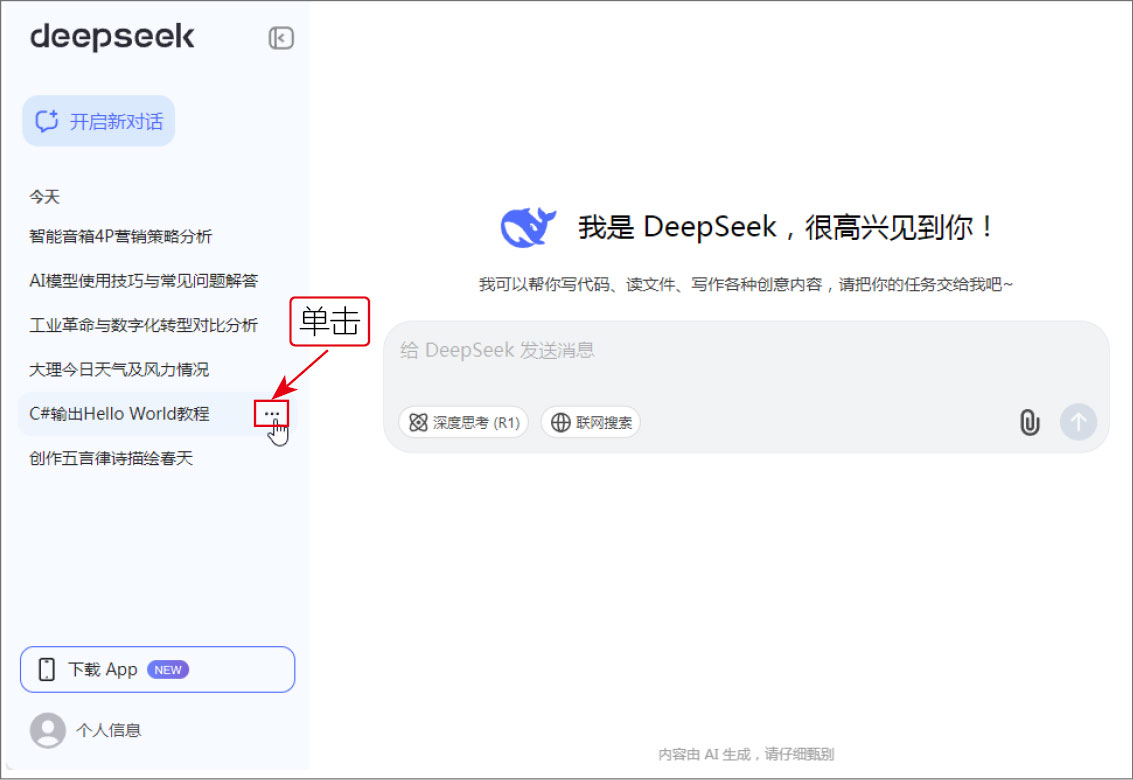 deepseek
开启新对话
今天
智能音箱4P营销策略分析
AI模型使用技巧与常见问题解答
工业革命与数字化转型对比分析
单击
大理今日天气及风力情况
C#输出Hello World教程
...
创作五言律诗描绘春天
下载 App NEW
个人信息
我是 DeepSeek，很高兴见到你！
我可以帮你写代码、读文件、写作各种创意内容，请把你的任务交给我吧~
给 DeepSeek 发送消息
深度思考 (R1) 联网搜索
内容由 AI 生成，请仔细甄别